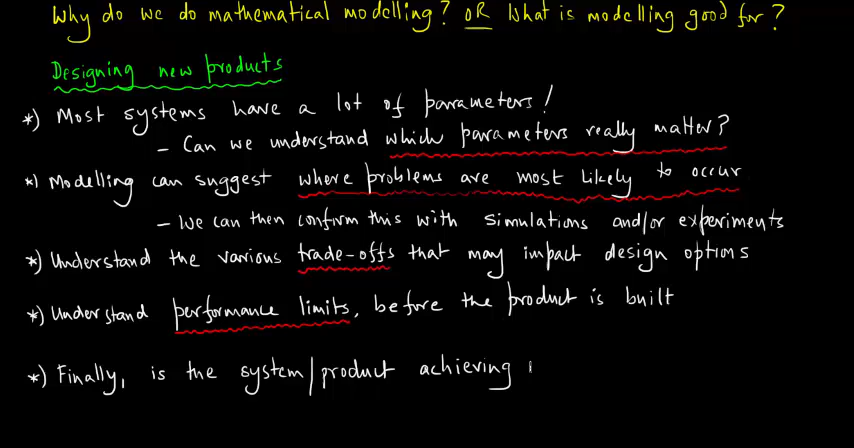 Why do we do mathematical modelling? OR What is modelling good for?
Designing new products
*) Most systems have a lot of parameters!
- Can we understand which parameters really matter?
*) Modelling can suggest where problems are most likely to occur
- We can then confirm this with simulations and/or experiments
*) Understand the various trade-offs that may impact design options
*) Understand performance limits, before the product is built
*) Finally, is the system/product achieving